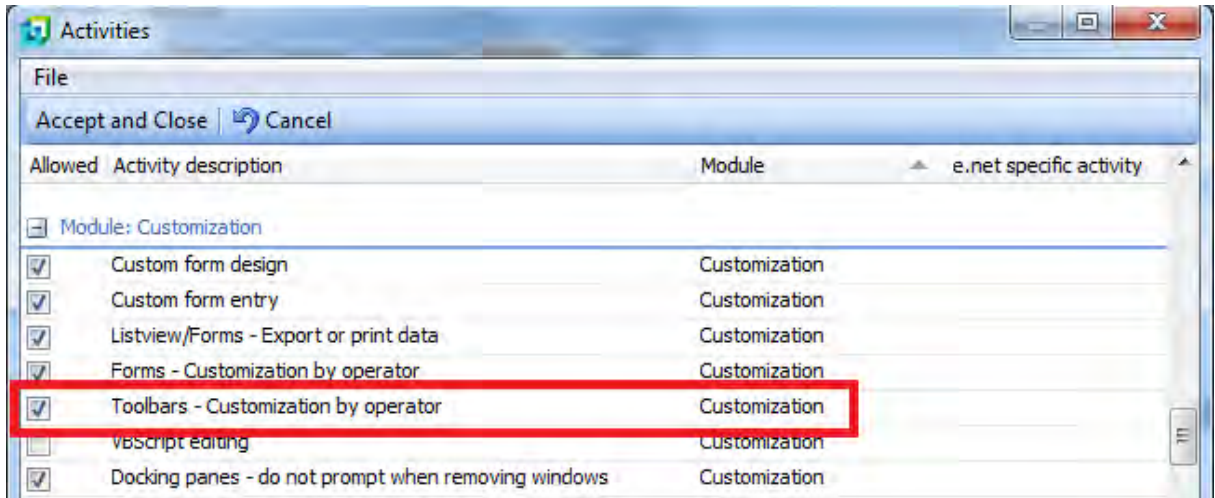 Activities
File
Accept and Close Cancel
Allowed Activity description Module e.net specific activity
Module: Customization
Custom form design Customization
Custom form entry Customization
Listview/Forms - Export or print data Customization
Forms - Customization by operator Customization
Toolbars - Customization by operator Customization
VBScript editing Customization
Docking panes - do not prompt when removing windows Customization